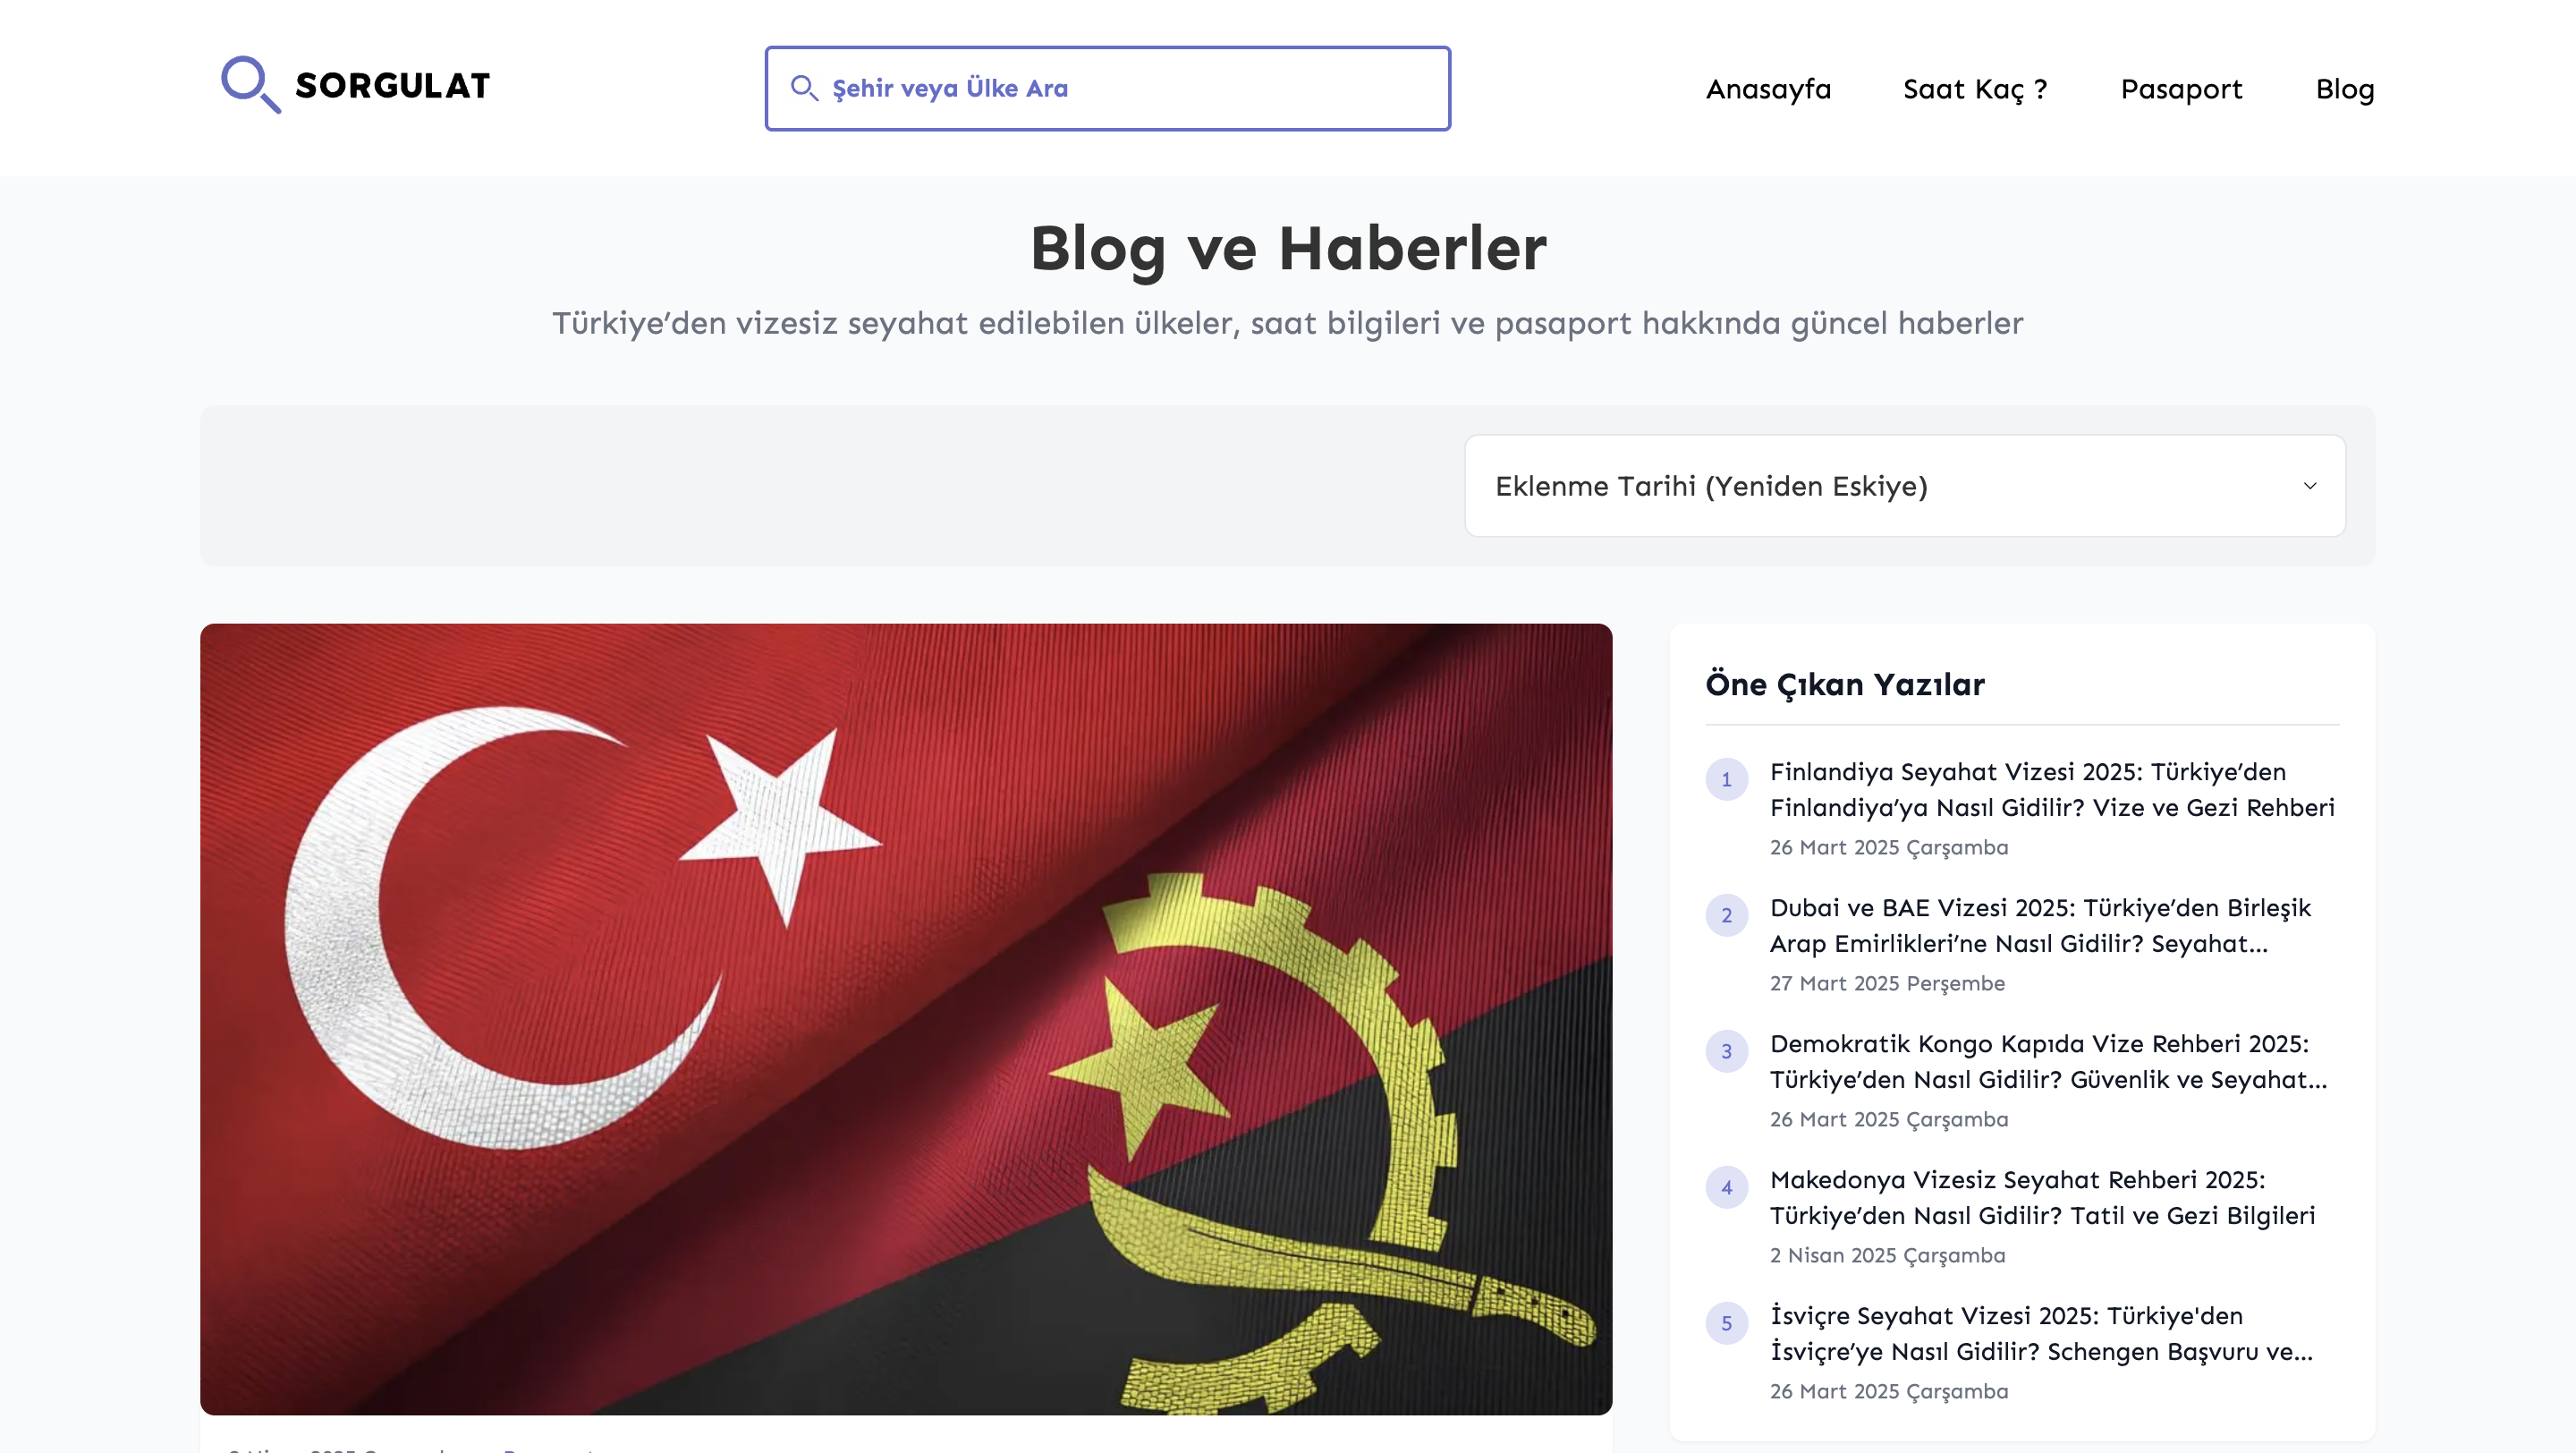 SORGULAT
Şehir veya Ülke Ara
Anasayfa
Saat Kaç ?
Pasaport
Blog
Blog ve Haberler
Türkiye’den vizesiz seyahat edilebilen ülkeler, saat bilgileri ve pasaport hakkında güncel haberler
Eklenme Tarihi (Yeniden Eskiye)
Öne Çıkan Yazılar
1
Finlandiya Seyahat Vizesi 2025: Türkiye’den
Finlandiya’ya Nasıl Gidilir? Vize ve Gezi Rehberi
26 Mart 2025 Çarşamba
2
Dubai ve BAE Vizesi 2025: Türkiye’den Birleşik
Arap Emirlikleri’ne Nasıl Gidilir? Seyahat...
27 Mart 2025 Perşembe
3
Demokratik Kongo Kapıda Vize Rehberi 2025:
Türkiye’den Nasıl Gidilir? Güvenlik ve Seyahat...
26 Mart 2025 Çarşamba
4
Makedonya Vizesiz Seyahat Rehberi 2025:
Türkiye’den Nasıl Gidilir? Tatil ve Gezi Bilgileri
2 Nisan 2025 Çarşamba
5
İsviçre Seyahat Vizesi 2025: Türkiye'den
İsviçre’ye Nasıl Gidilir? Schengen Başvuru ve...
26 Mart 2025 Çarşamba